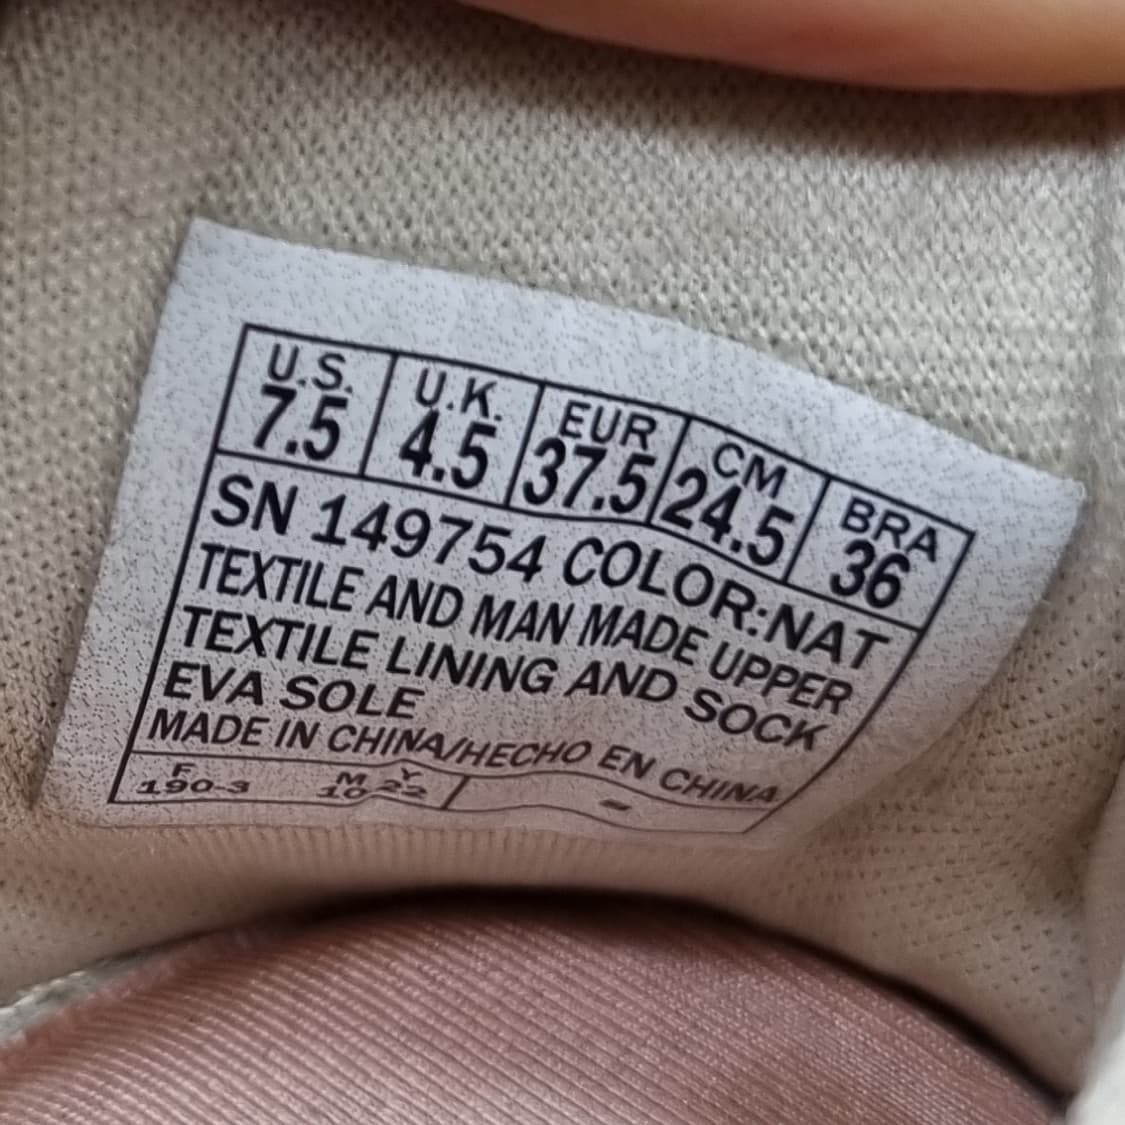 U.S. U.K. EUR CM BRA
7.5 4.5 37.5 24.5 36
SN 149754 COLOR:NAT
TEXTILE AND MAN MADE UPPER
TEXTILE LINING AND SOCK
EVA SOLE
MADE IN CHINA/HECHO EN CHINA
F M Y
190-3 10 22 -